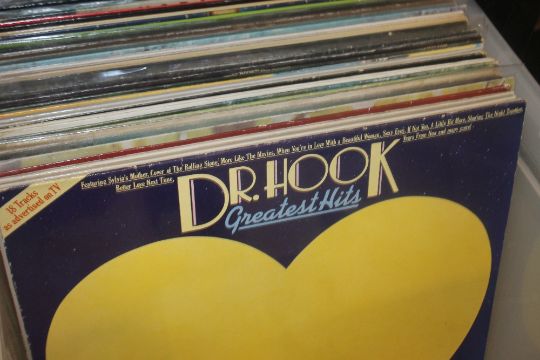 Featuring Sylvia's Mother, Cover of The Rolling Stone, More Like The Movies, When You're in Love With a Beautiful Woman, Sexy Eyes, If Not You, A Little Bit More, Sharing The Night Together,
Better Love Next Time, Years From Now and many more!
18 Tracks
as advertised on TV
DR. HOOK
Greatest Hits